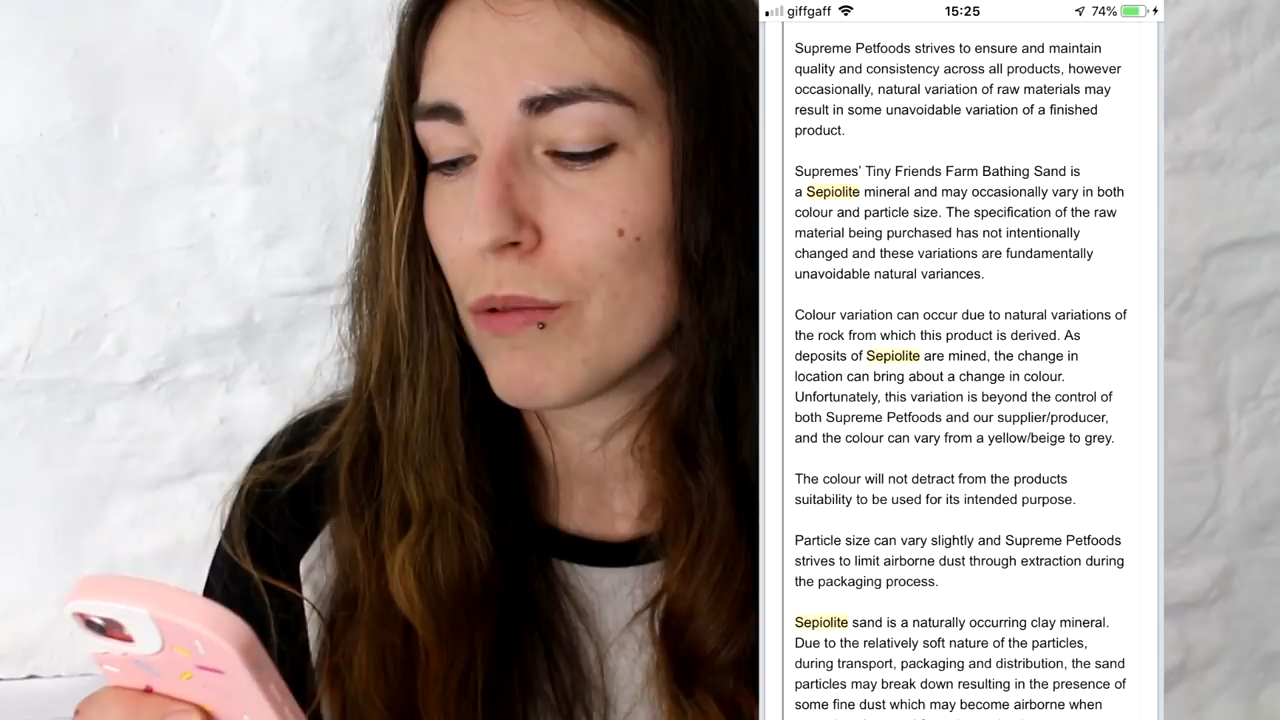 giffgaff 15:25 74%
Supreme Petfoods strives to ensure and maintain
quality and consistency across all products, however
occasionally, natural variation of raw materials may
result in some unavoidable variation of a finished
product.
Supremes' Tiny Friends Farm Bathing Sand is
a Sepiolite mineral and may occasionally vary in both
colour and particle size. The specification of the raw
material being purchased has not intentionally
changed and these variations are fundamentally
unavoidable natural variances.
Colour variation can occur due to natural variations of
the rock from which this product is derived. As
deposits of Sepiolite are mined, the change in
location can bring about a change in colour.
Unfortunately, this variation is beyond the control of
both Supreme Petfoods and our supplier/producer,
and the colour can vary from a yellow/beige to grey.
The colour will not detract from the products
suitability to be used for its intended purpose.
Particle size can vary slightly and Supreme Petfoods
strives to limit airborne dust through extraction during
the packaging process.
Sepiolite sand is a naturally occurring clay mineral.
Due to the relatively soft nature of the particles,
during transport, packaging and distribution, the sand
particles may break down resulting in the presence of
some fine dust which may become airborne when